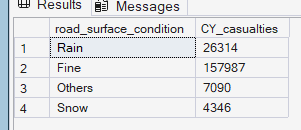 Results Messages
road_surface_condition CY_casualties
1 Rain 26314
2 Fine 157987
3 Others 7090
4 Snow 4346